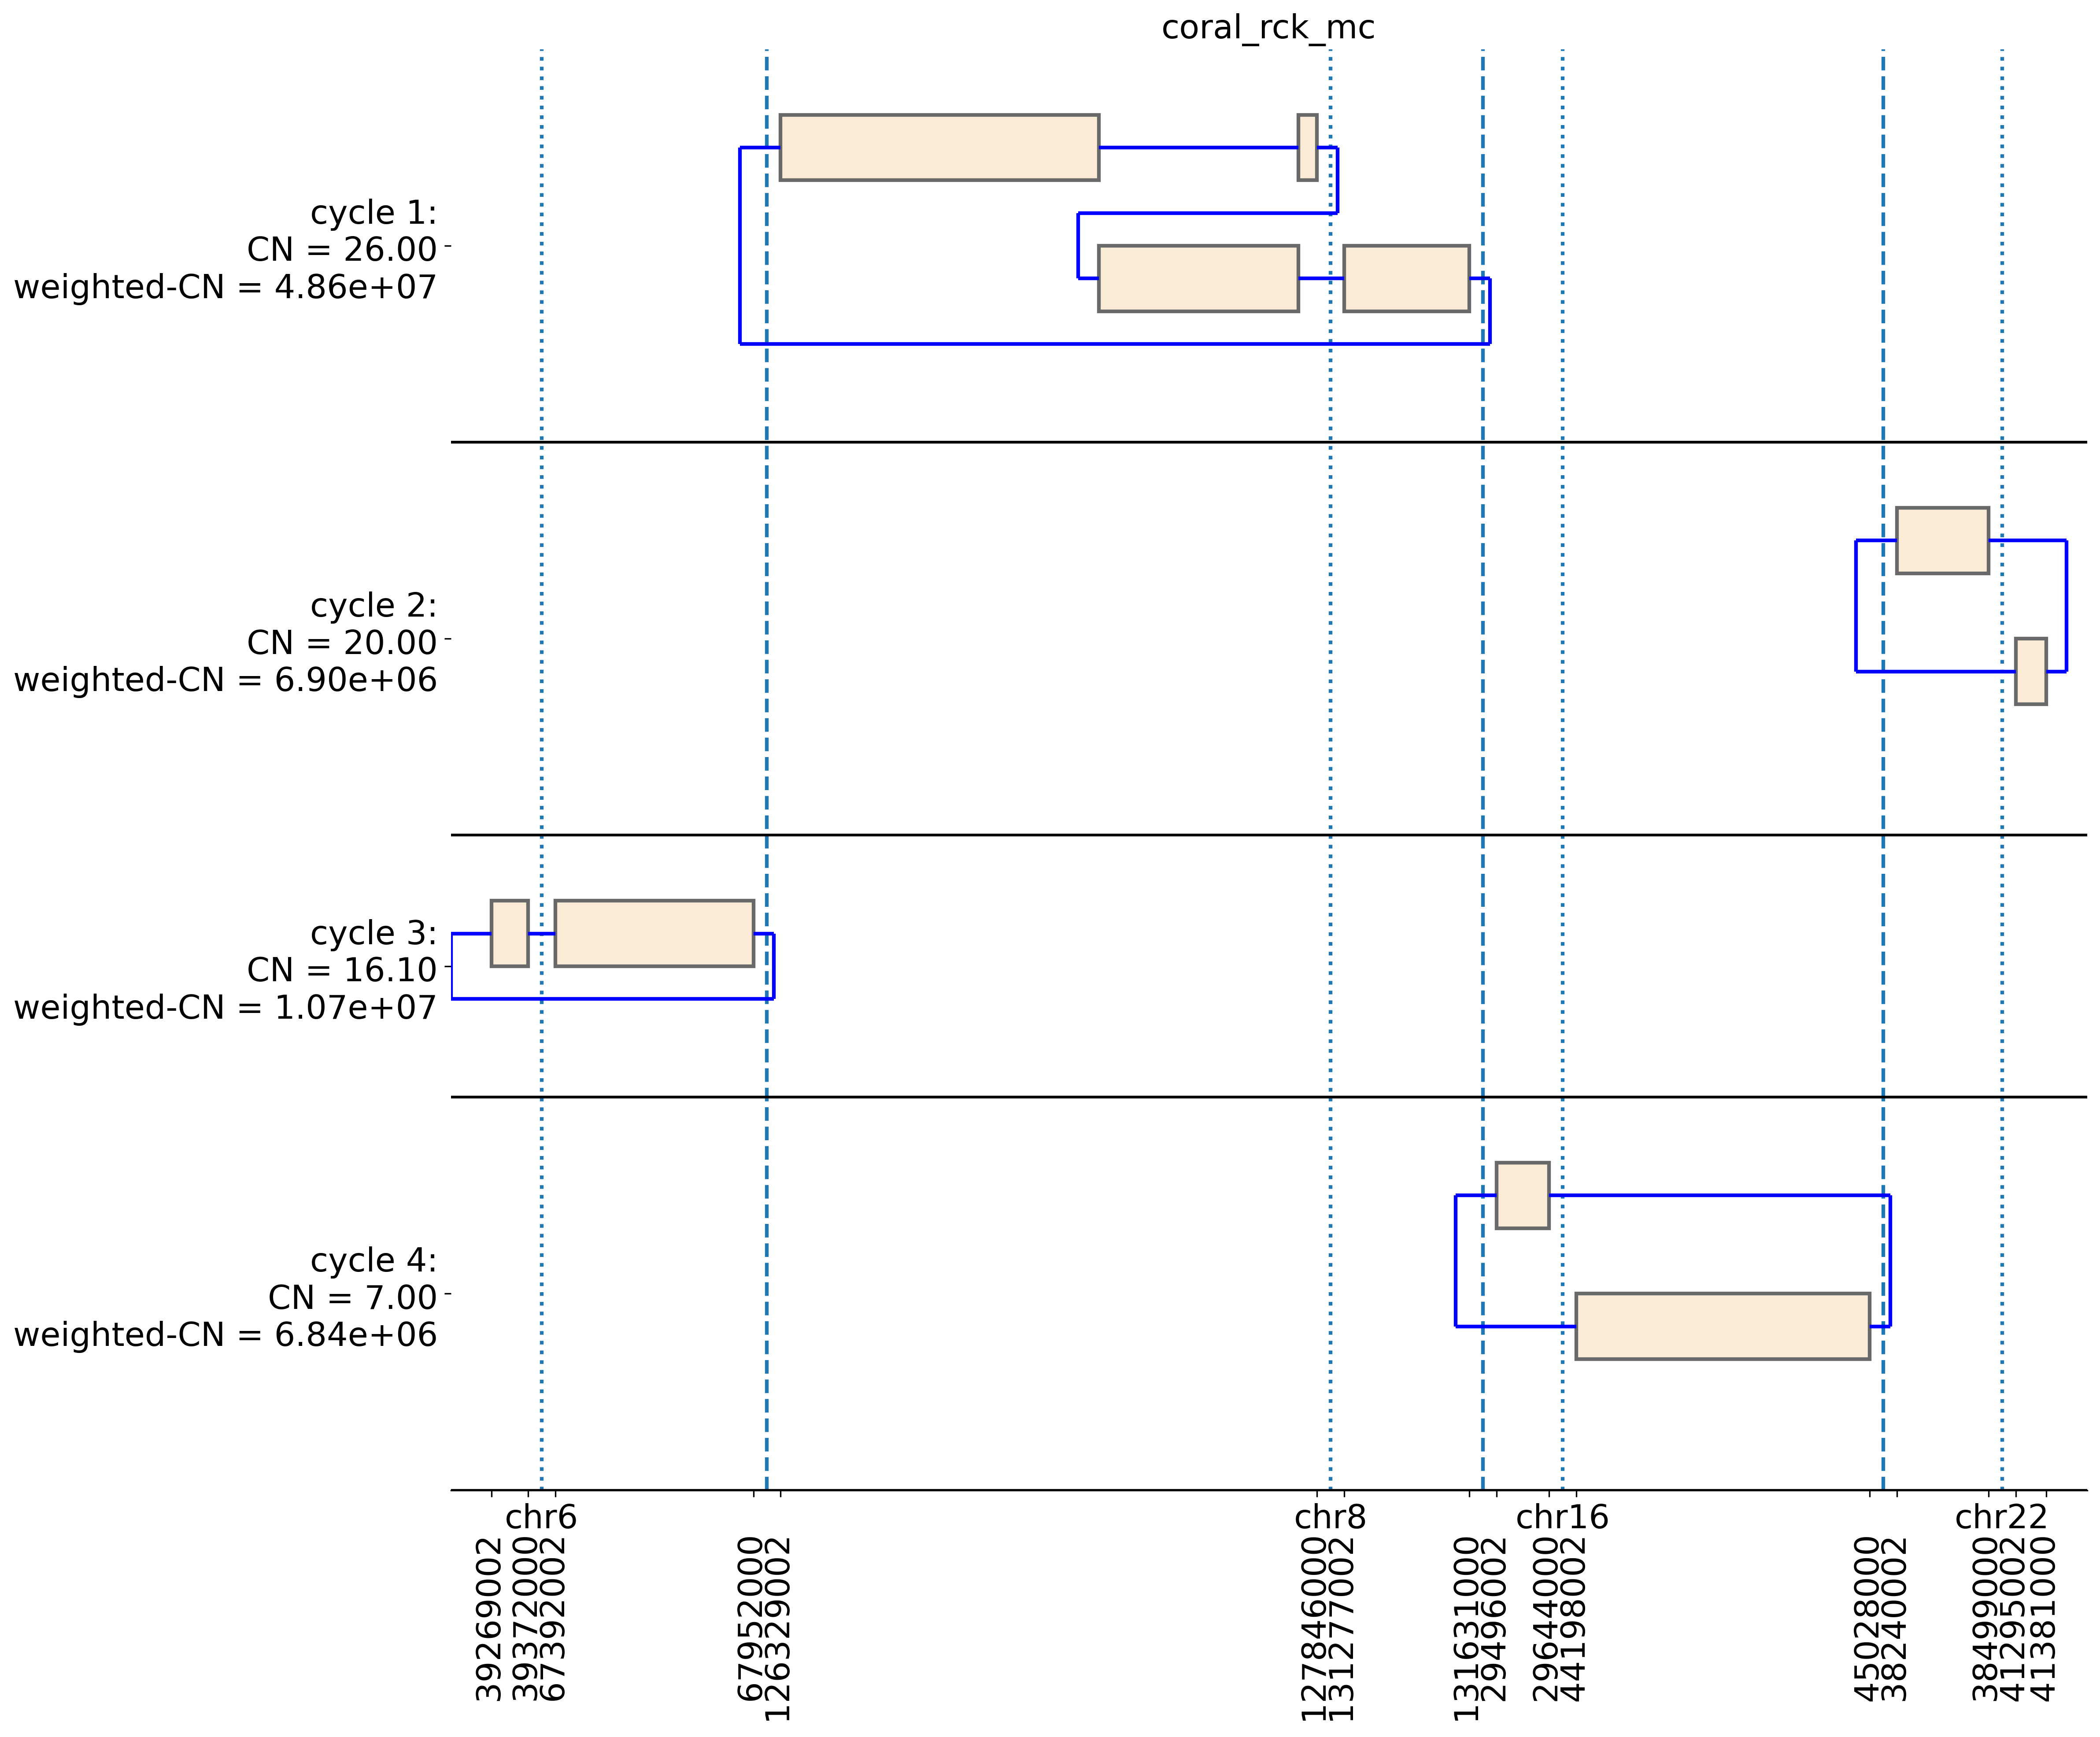 coral_rck_mc
cycle 1:
CN = 26.00
weighted-CN = 4.86e+07
cycle 2:
CN = 20.00
weighted-CN = 6.90e+06
cycle 3:
CN = 16.10
weighted-CN = 1.07e+07
cycle 4:
CN = 7.00
weighted-CN = 6.84e+06
chr6
chr8
chr16
chr22
39269002
39372000
67392002
67952000
126329002
127846000
131277002
131631000
29496002
29644000
44198002
45028000
38240002
38499000
41295002
41381000